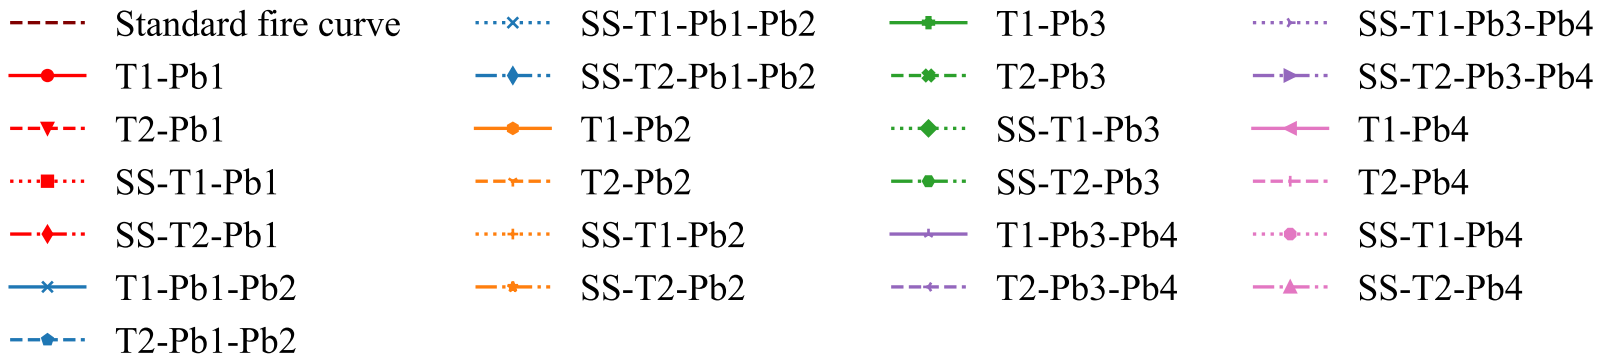 Standard fire curve
T1-Pb1
T2-Pb1
SS-T1-Pb1
SS-T2-Pb1
T1-Pb1-Pb2
T2-Pb1-Pb2
SS-T1-Pb1-Pb2
SS-T2-Pb1-Pb2
T1-Pb2
T2-Pb2
SS-T1-Pb2
SS-T2-Pb2
T1-Pb3
T2-Pb3
SS-T1-Pb3
SS-T2-Pb3
T1-Pb3-Pb4
T2-Pb3-Pb4
SS-T1-Pb3-Pb4
SS-T2-Pb3-Pb4
T1-Pb4
T2-Pb4
SS-T1-Pb4
SS-T2-Pb4